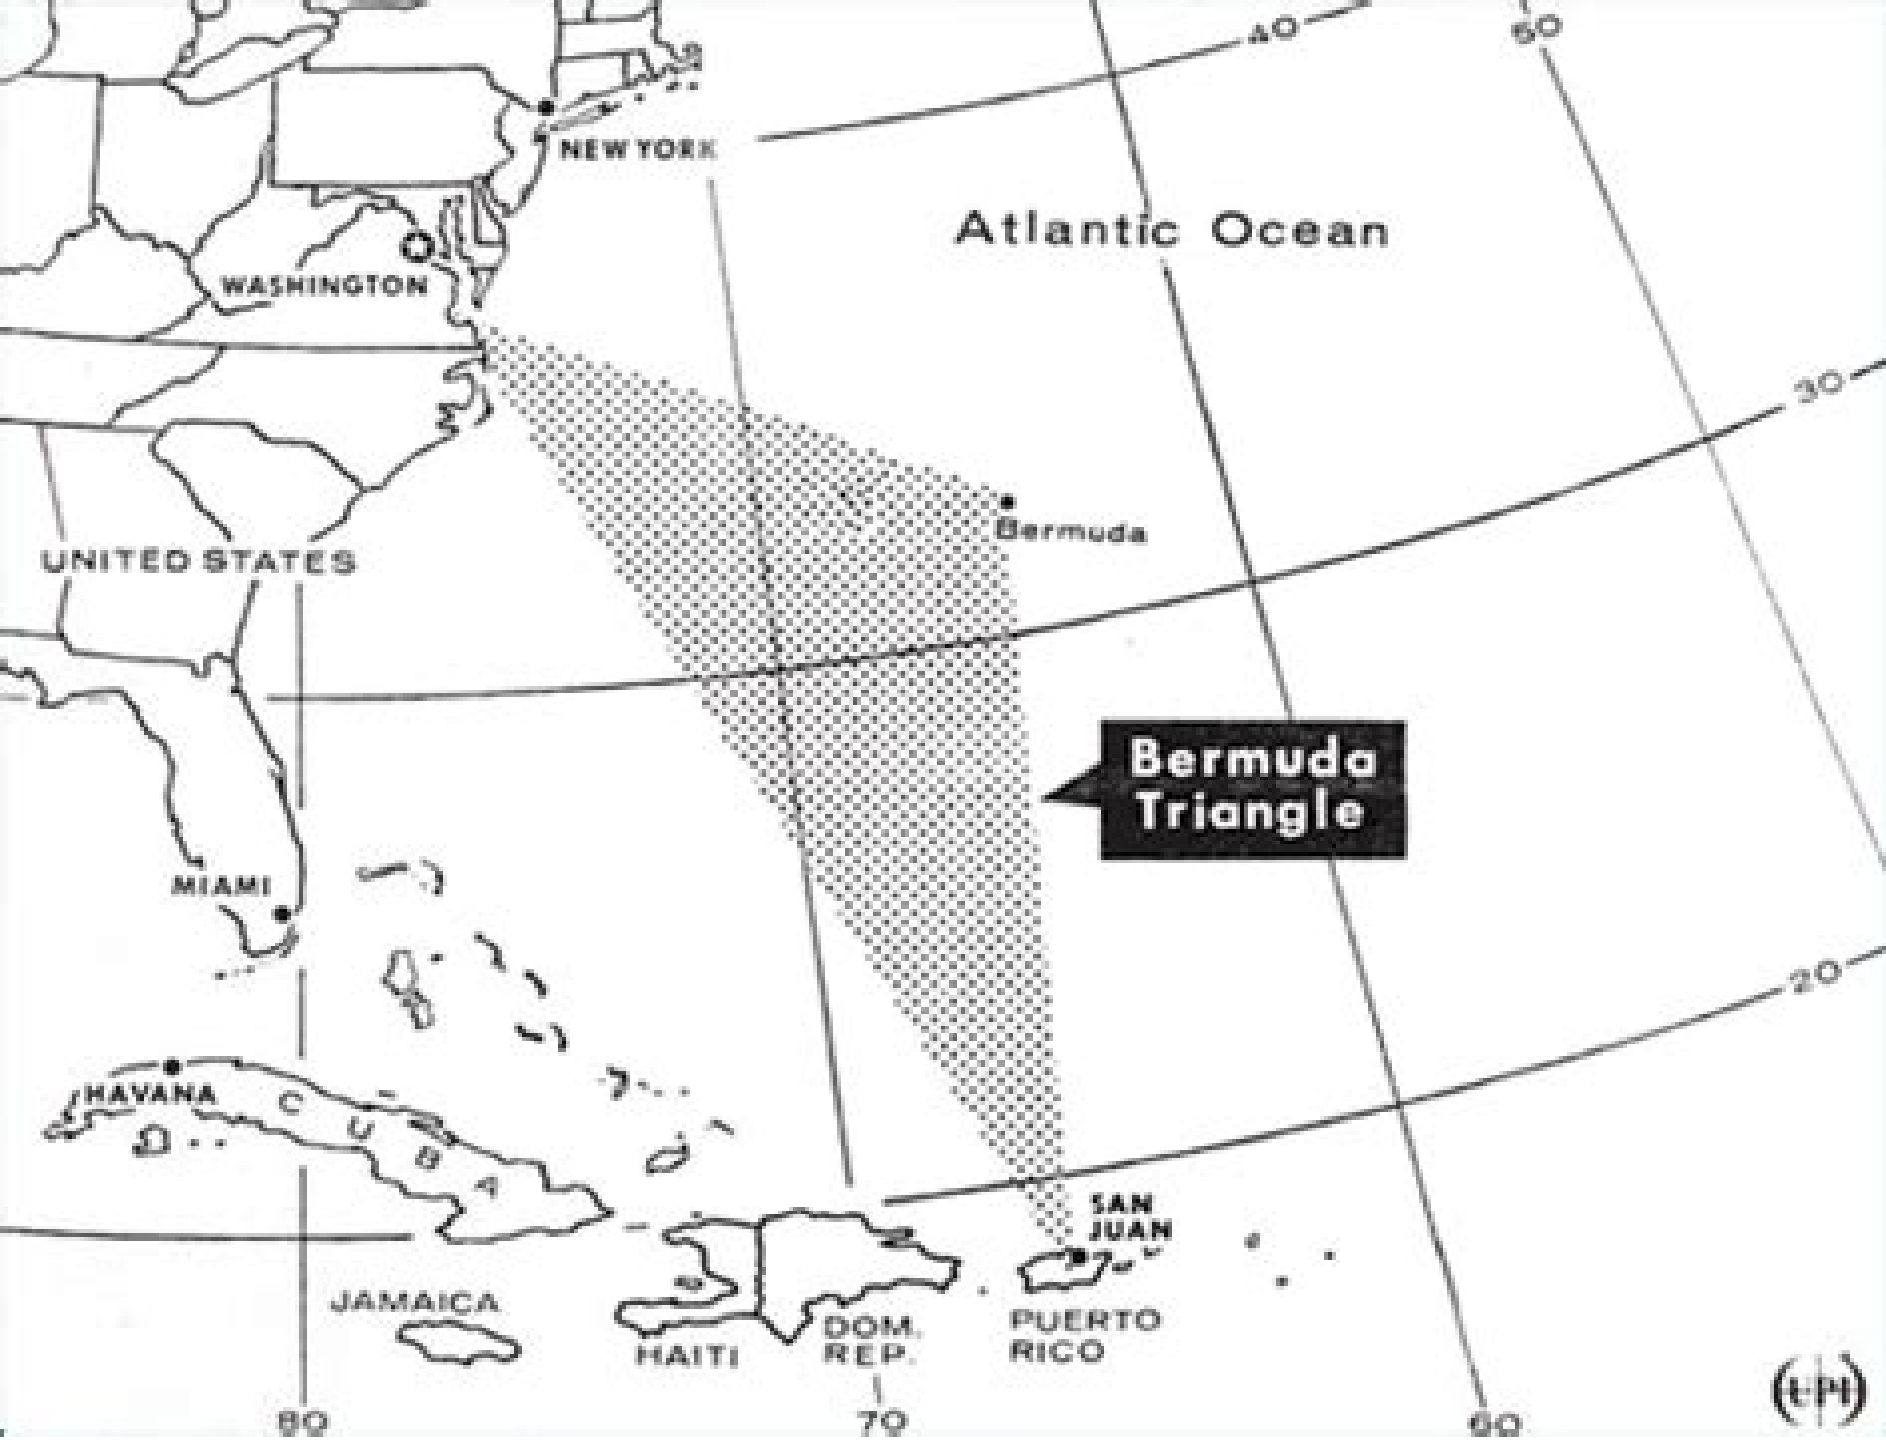 40
50
NEW YORK
Atlantic Ocean
WASHINGTON
30
Bermuda
UNITED STATES
Bermuda
Triangle
MIAMI
20
HAVANA
CUBA
SAN
JUAN
JAMAICA
HAITI
DOM.
REP.
PUERTO
RICO
80
70
60
(UPI)